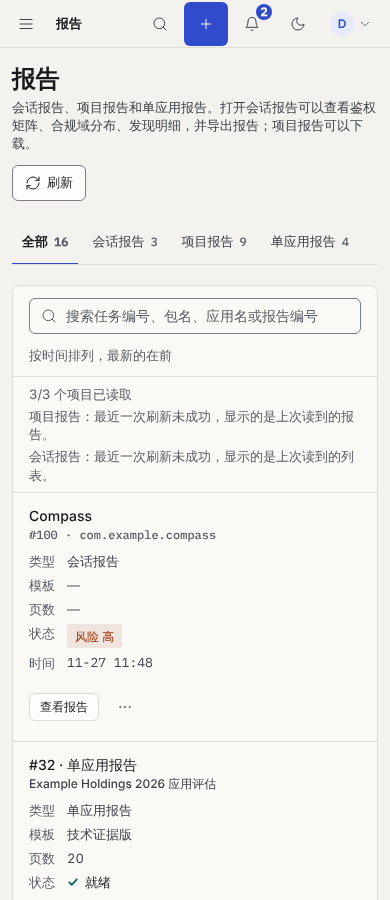 报告
2
D
报告
会话报告、项目报告和单应用报告。打开会话报告可以查看鉴权
矩阵、合规域分布、发现明细，并导出报告；项目报告可以下
载。
刷新
全部 16 会话报告 3 项目报告 9 单应用报告 4
搜索任务编号、包名、应用名或报告编号
按时间排列，最新的在前
3/3 个项目已读取
项目报告：最近一次刷新未成功，显示的是上次读到的报
告。
会话报告：最近一次刷新未成功，显示的是上次读到的列
表。
Compass
#100 · com.example.compass
类型 会话报告
模板 —
页数 —
状态 风险 高
时间 11-27 11:48
查看报告 ···
#32 · 单应用报告
Example Holdings 2026 应用评估
类型 单应用报告
模板 技术证据版
页数 20
状态 就绪